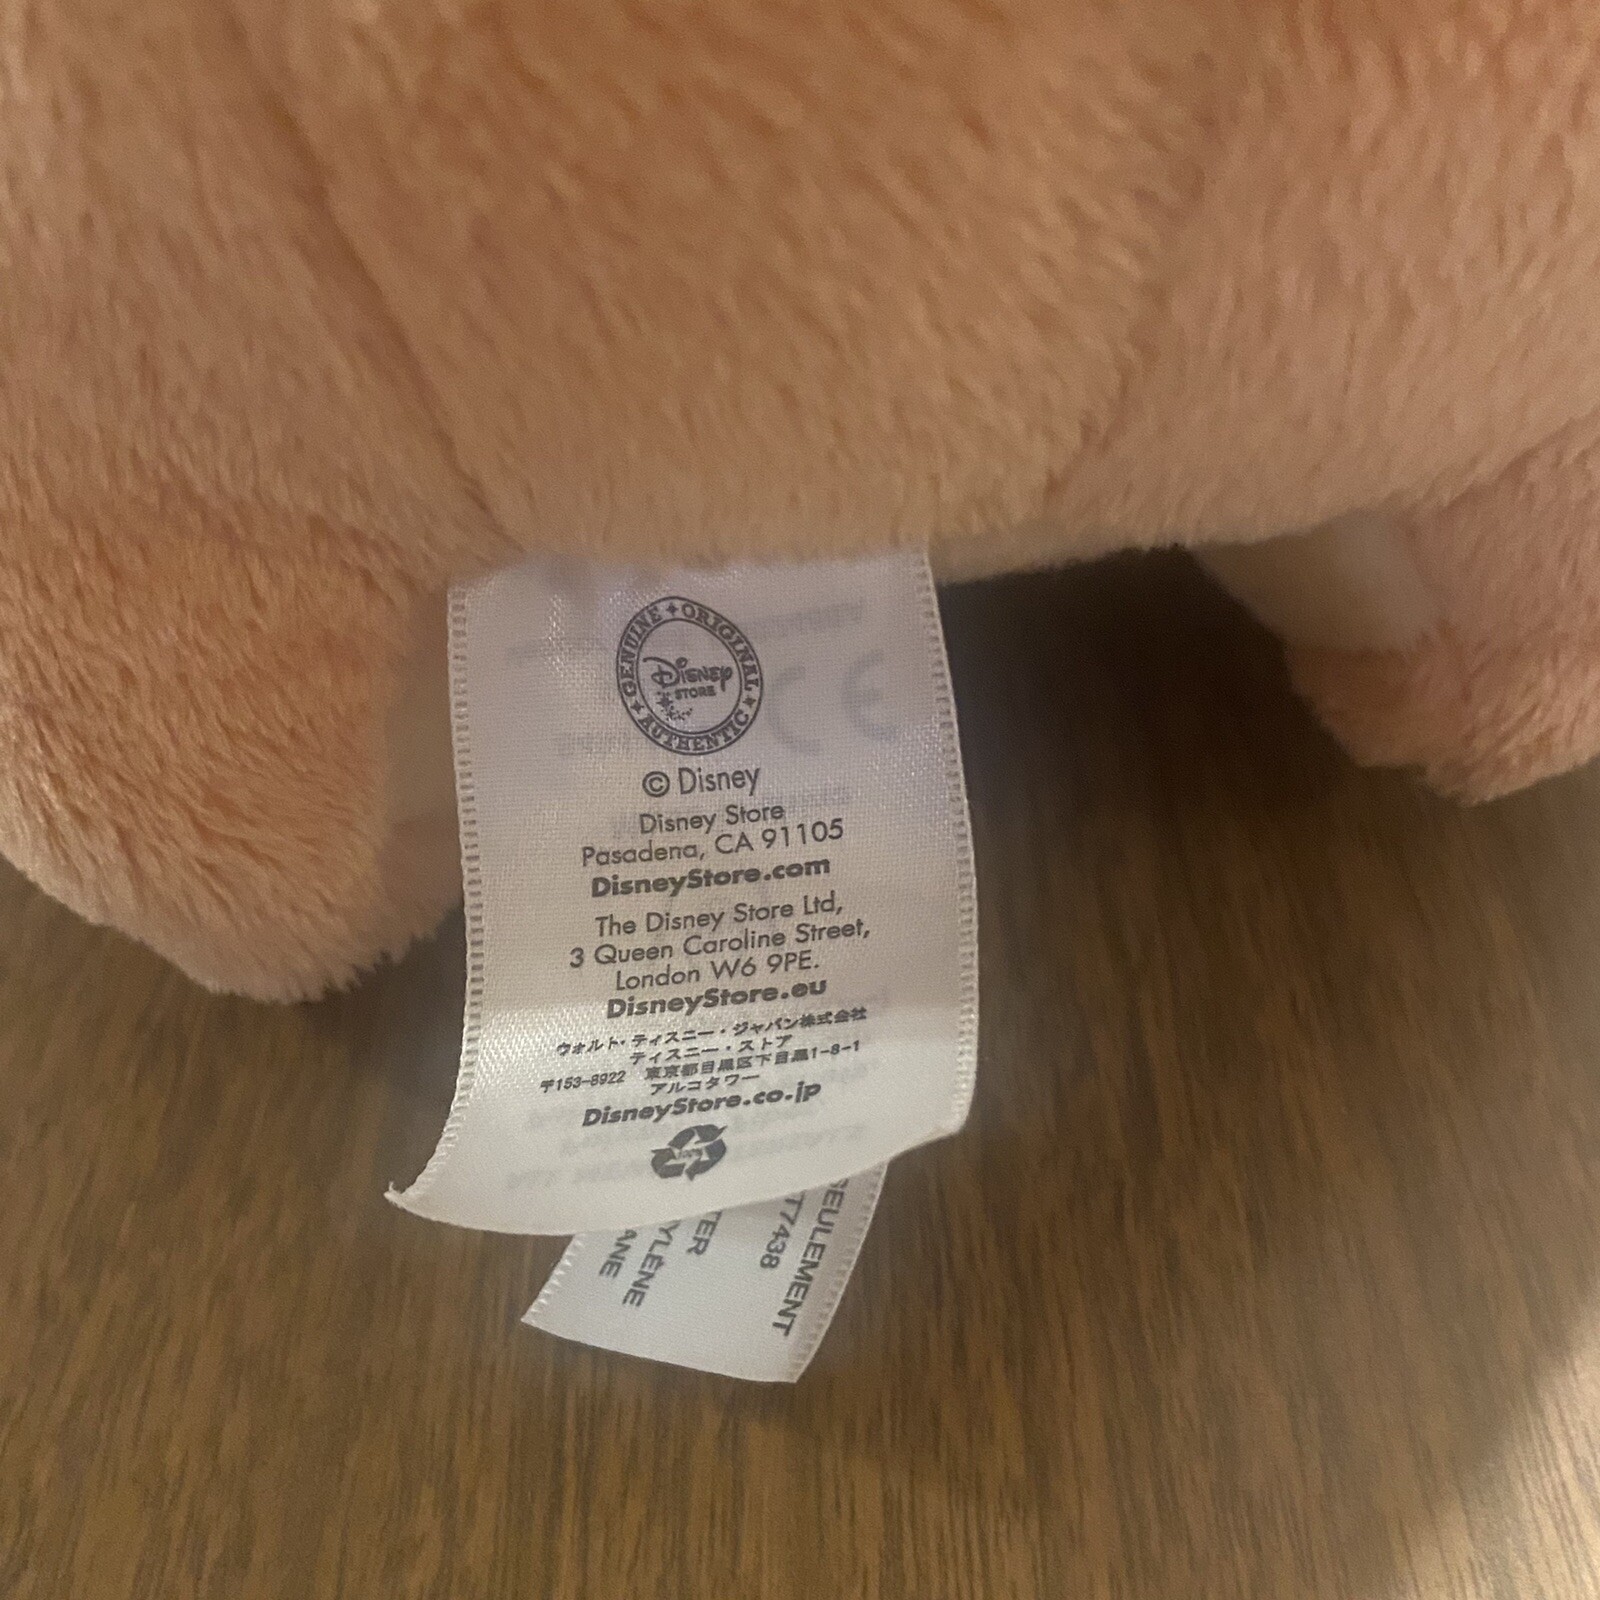 GENUINE ORIGINAL AUTHENTIC
Disney
STORE
© Disney
Disney Store
Pasadena, CA 91105
DisneyStore.com
The Disney Store Ltd,
3 Queen Caroline Street,
London W6 9PE.
DisneyStore.eu
ウォルト・ディズニー・ジャパン株式会社
ディズニー・ストア
〒153-8922 東京都目黒区下目黒1-8-1
アルコタワー
DisneyStore.co.jp
100%
SEULEMENT
T7438
TER
YLÈNE
ANE